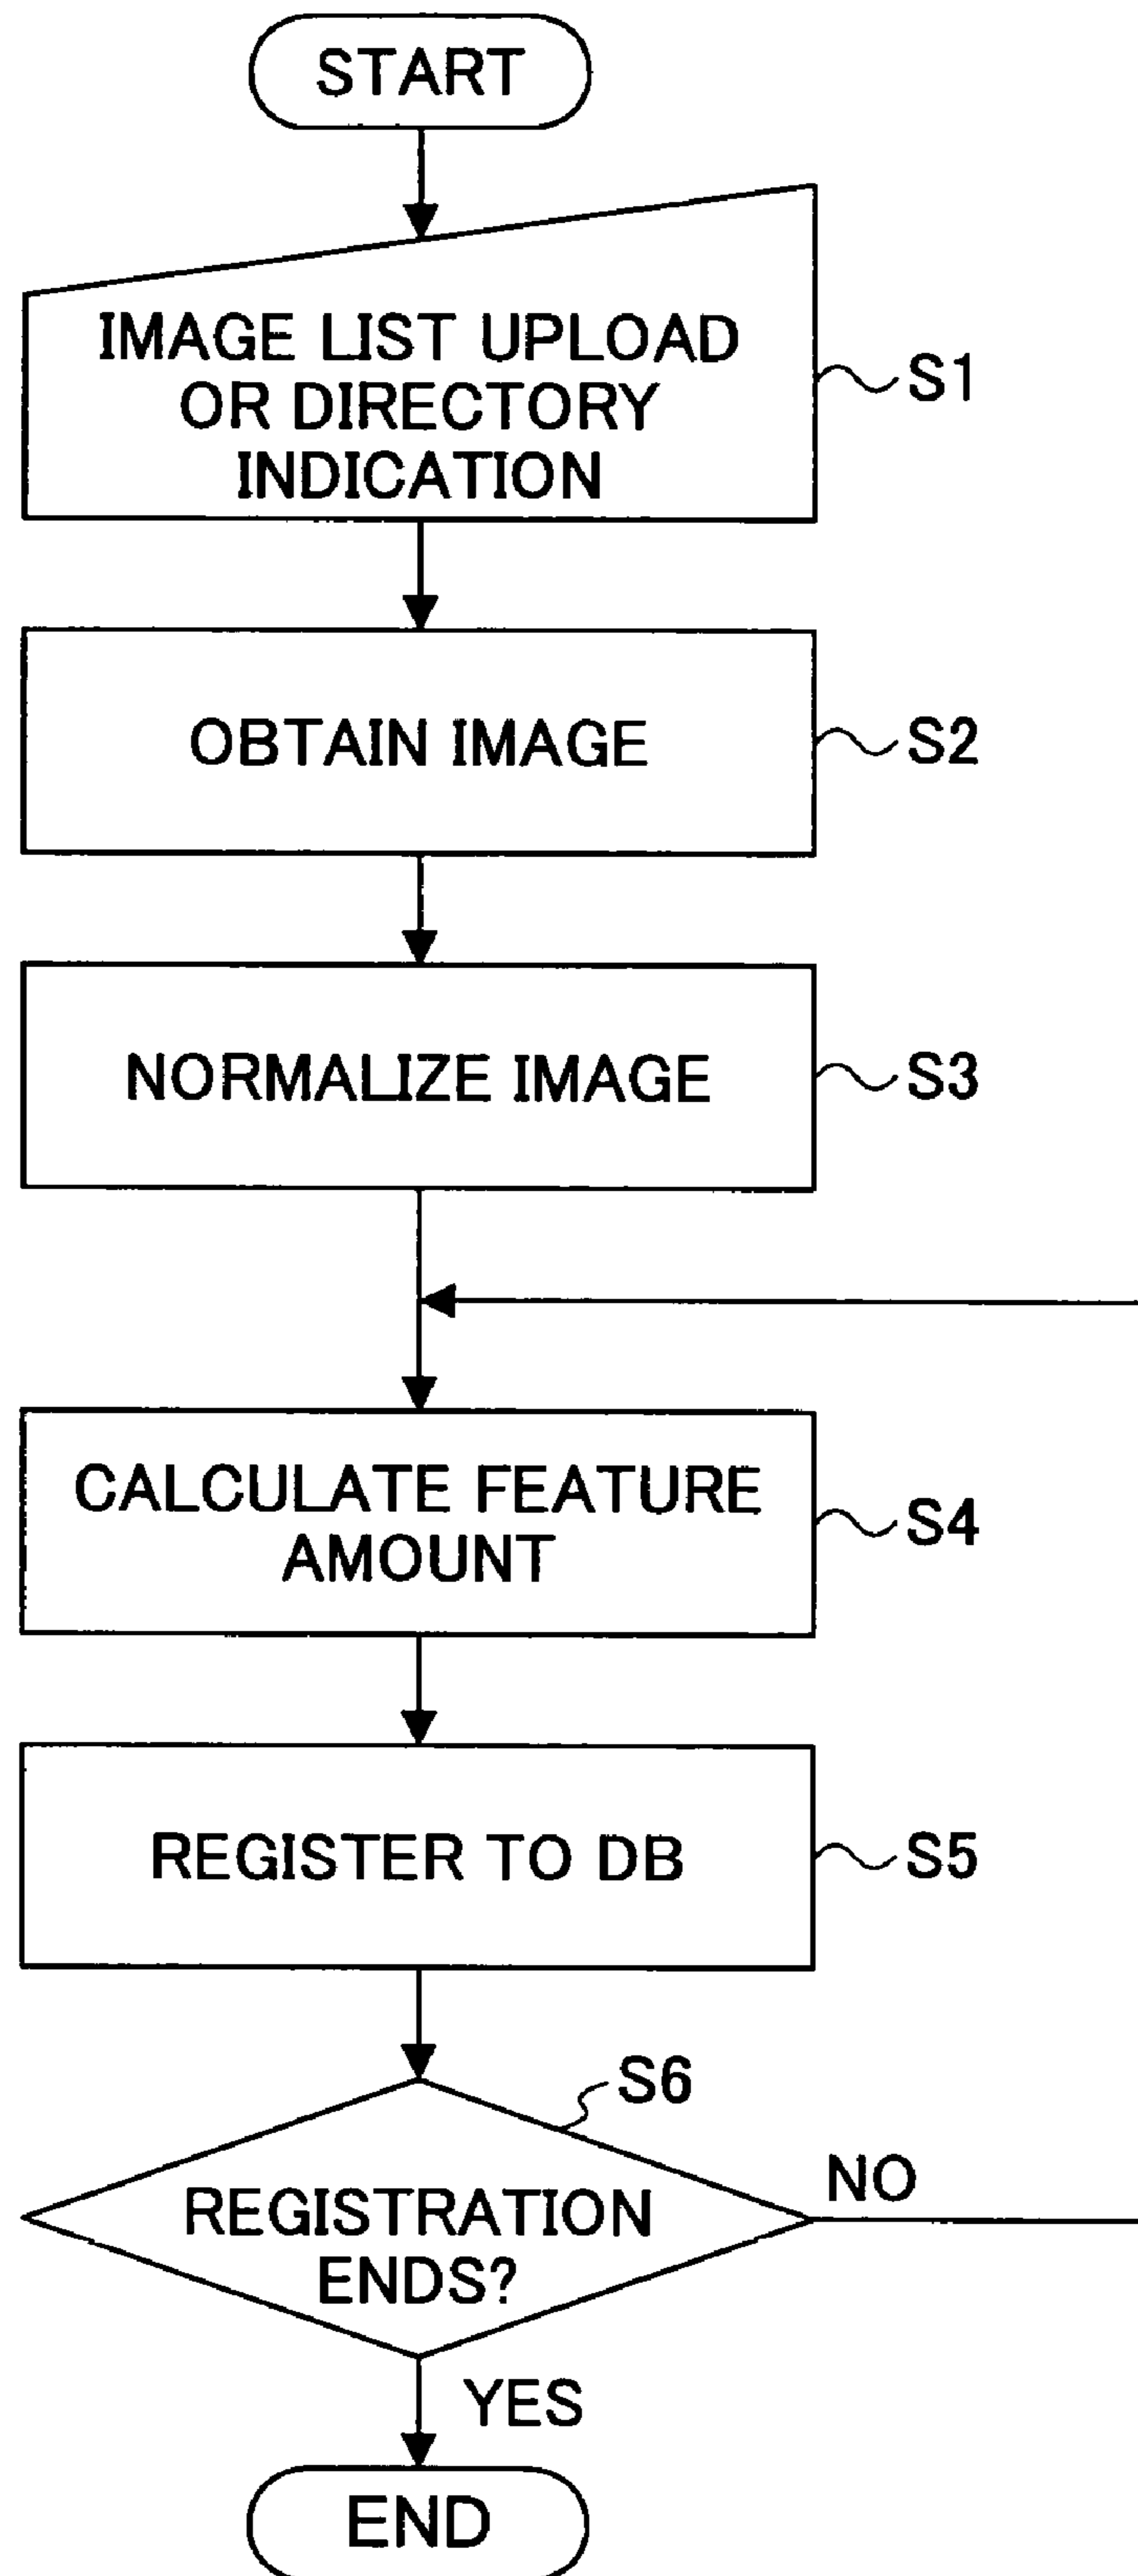 START
IMAGE LIST UPLOAD
OR DIRECTORY
INDICATION
S1
OBTAIN IMAGE
S2
NORMALIZE IMAGE
S3
CALCULATE FEATURE
AMOUNT
S4
REGISTER TO DB
S5
S6
REGISTRATION
ENDS?
NO
YES
END